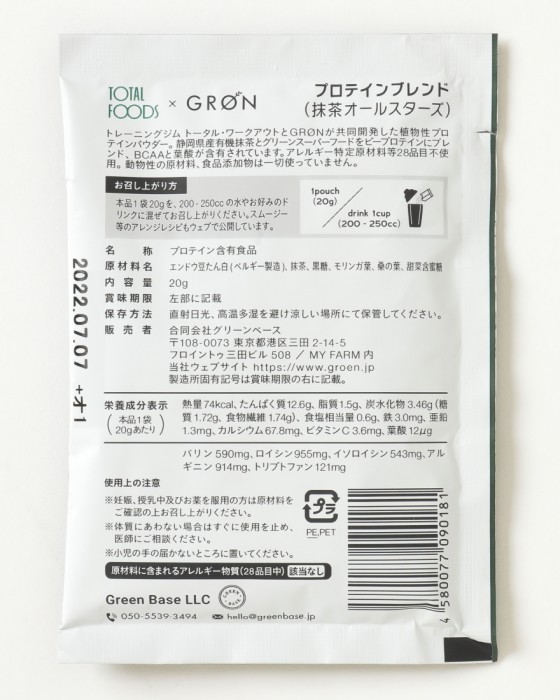 TOTAL FOODS × GRØN
プロテインブレンド
（抹茶オールスターズ）
トレーニングジム トータル・ワークアウトとGRØNが共同開発した植物性プロ
テインパウダー。静岡県産有機抹茶とグリーンスーパーフードをピープロテインにブレ
ンド、BCAAと葉酸が含有されています。アレルギー特定原材料等28品目不使
用。動物性の原材料、食品添加物は一切使っていません。
お召し上がり方
本品1袋20gを、200-250ccの水やお好みのド
リンクに混ぜてお召し上がりください。スムージー
等のアレンジレシピもウェブで公開しています。
1pouch
(20g)
drink 1cup
(200 - 250cc)
名称 プロテイン含有食品
原材料名 エンドウ豆たん白(ベルギー製造)、抹茶、黒糖、モリンガ葉、桑の葉、甜菜含蜜糖
内容量 20g
賞味期限 左部に記載
保存方法 直射日光、高温多湿を避け涼しい場所にて保管してください。
販売者 合同会社グリーンベース
〒108-0073 東京都港区三田 2-14-5
フロイントゥ三田ビル 508 ／ MY FARM 内
当社ウェブサイト https://www.groen.jp
製造所固有記号は賞味期限の右に記載。
2022.07.07 +オ1
栄養成分表示
(本品1袋
20gあたり)
熱量74kcal、たんぱく質12.6g、脂質1.5g、炭水化物3.46g(糖
質1.72g、食物繊維1.74g)、食塩相当量0.6g、鉄3.0mg、亜鉛
1.3mg、カルシウム67.8mg、ビタミンC 3.6mg、葉酸12μg
バリン 590mg、ロイシン 955mg、イソロイシン 543mg、アル
ギニン 914mg、トリプトファン 121mg
使用上の注意
※妊娠、授乳中及びお薬を服用の方は原材料を
ご確認の上お召し上がりください。
※体質にあわない場合はすぐに使用を止め、
医師にご相談ください。
※小児の手の届かないところに置いてください。
プラ
PE,PET
原材料に含まれるアレルギー物質(28品目中) 該当なし
Green Base LLC
GREEN BASE
050-5539-3494 hello@greenbase.jp
4 580077 090181